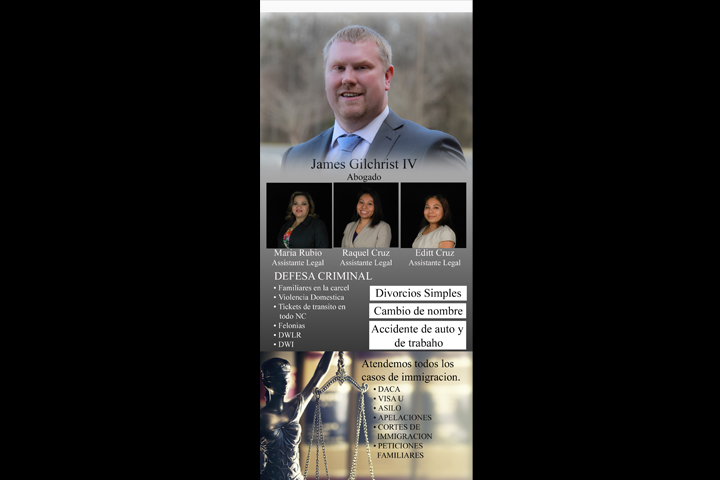 James Gilchrist IV
Abogado
Maria Rubio
Assistante Legal
Raquel Cruz
Assistante Legal
Editt Cruz
Assistante Legal
DEFESA CRIMINAL
• Familiares en la carcel
• Violencia Domestica
• Tickets de transito en
todo NC
• Felonias
• DWLR
• DWI
Divorcios Simples
Cambio de nombre
Accidente de auto y
de trabaho
Atendemos todos los
casos de immigracion.
• DACA
• VISA U
• ASILO
• APELACIONES
• CORTES DE
IMMIGRACION
• PETICIONES
FAMILIARES